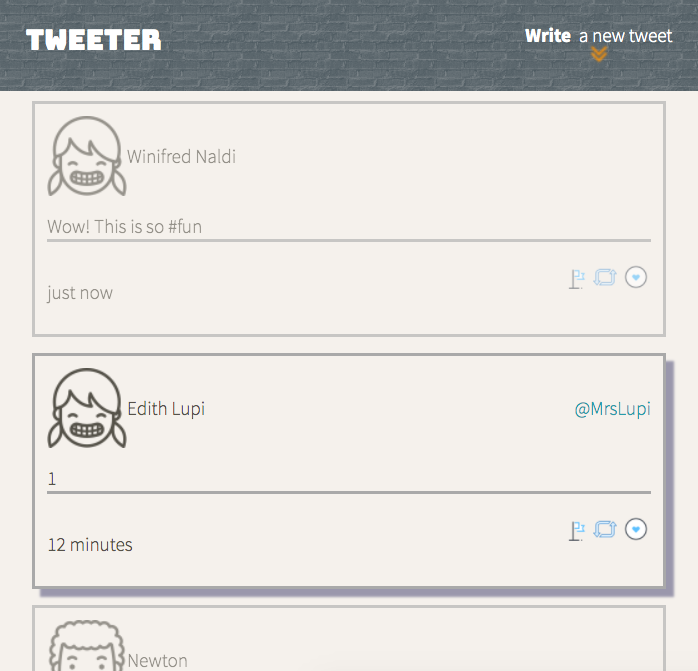 TWEETER
Write a new tweet
Winifred Naldi
Wow! This is so #fun
just now
Edith Lupi
@MrsLupi
1
12 minutes
Newton